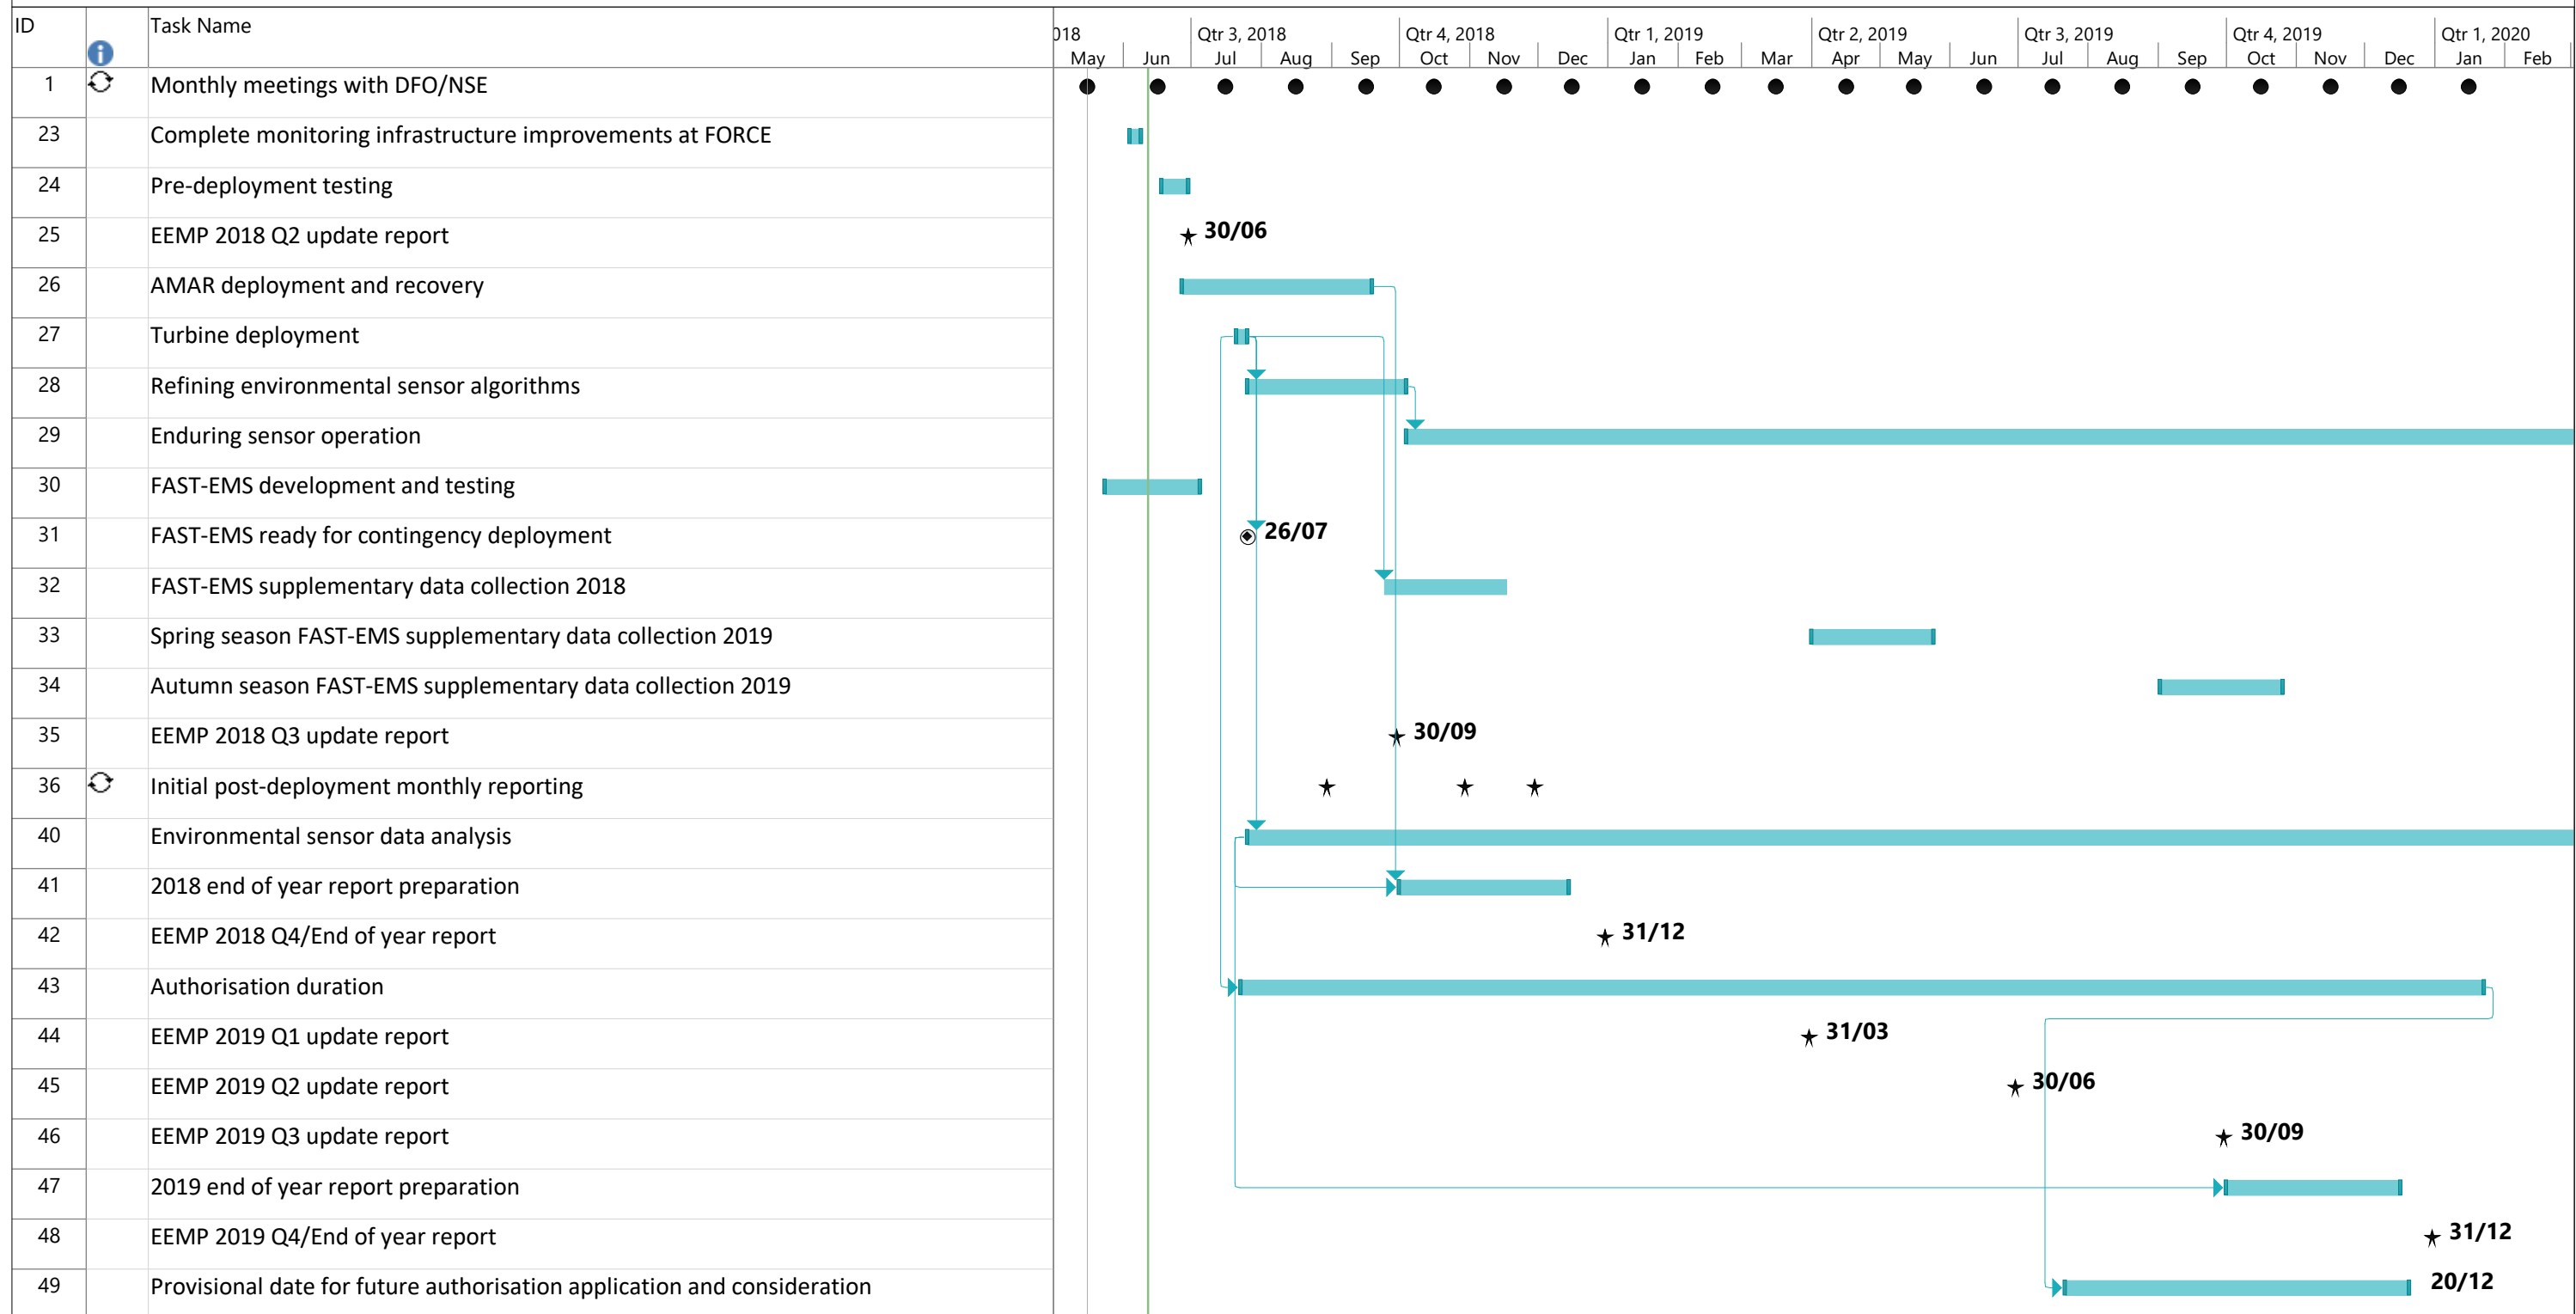 ID Task Name
018 Qtr 3, 2018 Qtr 4, 2018 Qtr 1, 2019 Qtr 2, 2019 Qtr 3, 2019 Qtr 4, 2019 Qtr 1, 2020
May Jun Jul Aug Sep Oct Nov Dec Jan Feb Mar Apr May Jun Jul Aug Sep Oct Nov Dec Jan Feb
1 Monthly meetings with DFO/NSE
23 Complete monitoring infrastructure improvements at FORCE
24 Pre-deployment testing
25 EEMP 2018 Q2 update report 30/06
26 AMAR deployment and recovery
27 Turbine deployment
28 Refining environmental sensor algorithms
29 Enduring sensor operation
30 FAST-EMS development and testing
31 FAST-EMS ready for contingency deployment 26/07
32 FAST-EMS supplementary data collection 2018
33 Spring season FAST-EMS supplementary data collection 2019
34 Autumn season FAST-EMS supplementary data collection 2019
35 EEMP 2018 Q3 update report 30/09
36 Initial post-deployment monthly reporting
40 Environmental sensor data analysis
41 2018 end of year report preparation
42 EEMP 2018 Q4/End of year report 31/12
43 Authorisation duration
44 EEMP 2019 Q1 update report 31/03
45 EEMP 2019 Q2 update report 30/06
46 EEMP 2019 Q3 update report 30/09
47 2019 end of year report preparation
48 EEMP 2019 Q4/End of year report 31/12
49 Provisional date for future authorisation application and consideration 20/12